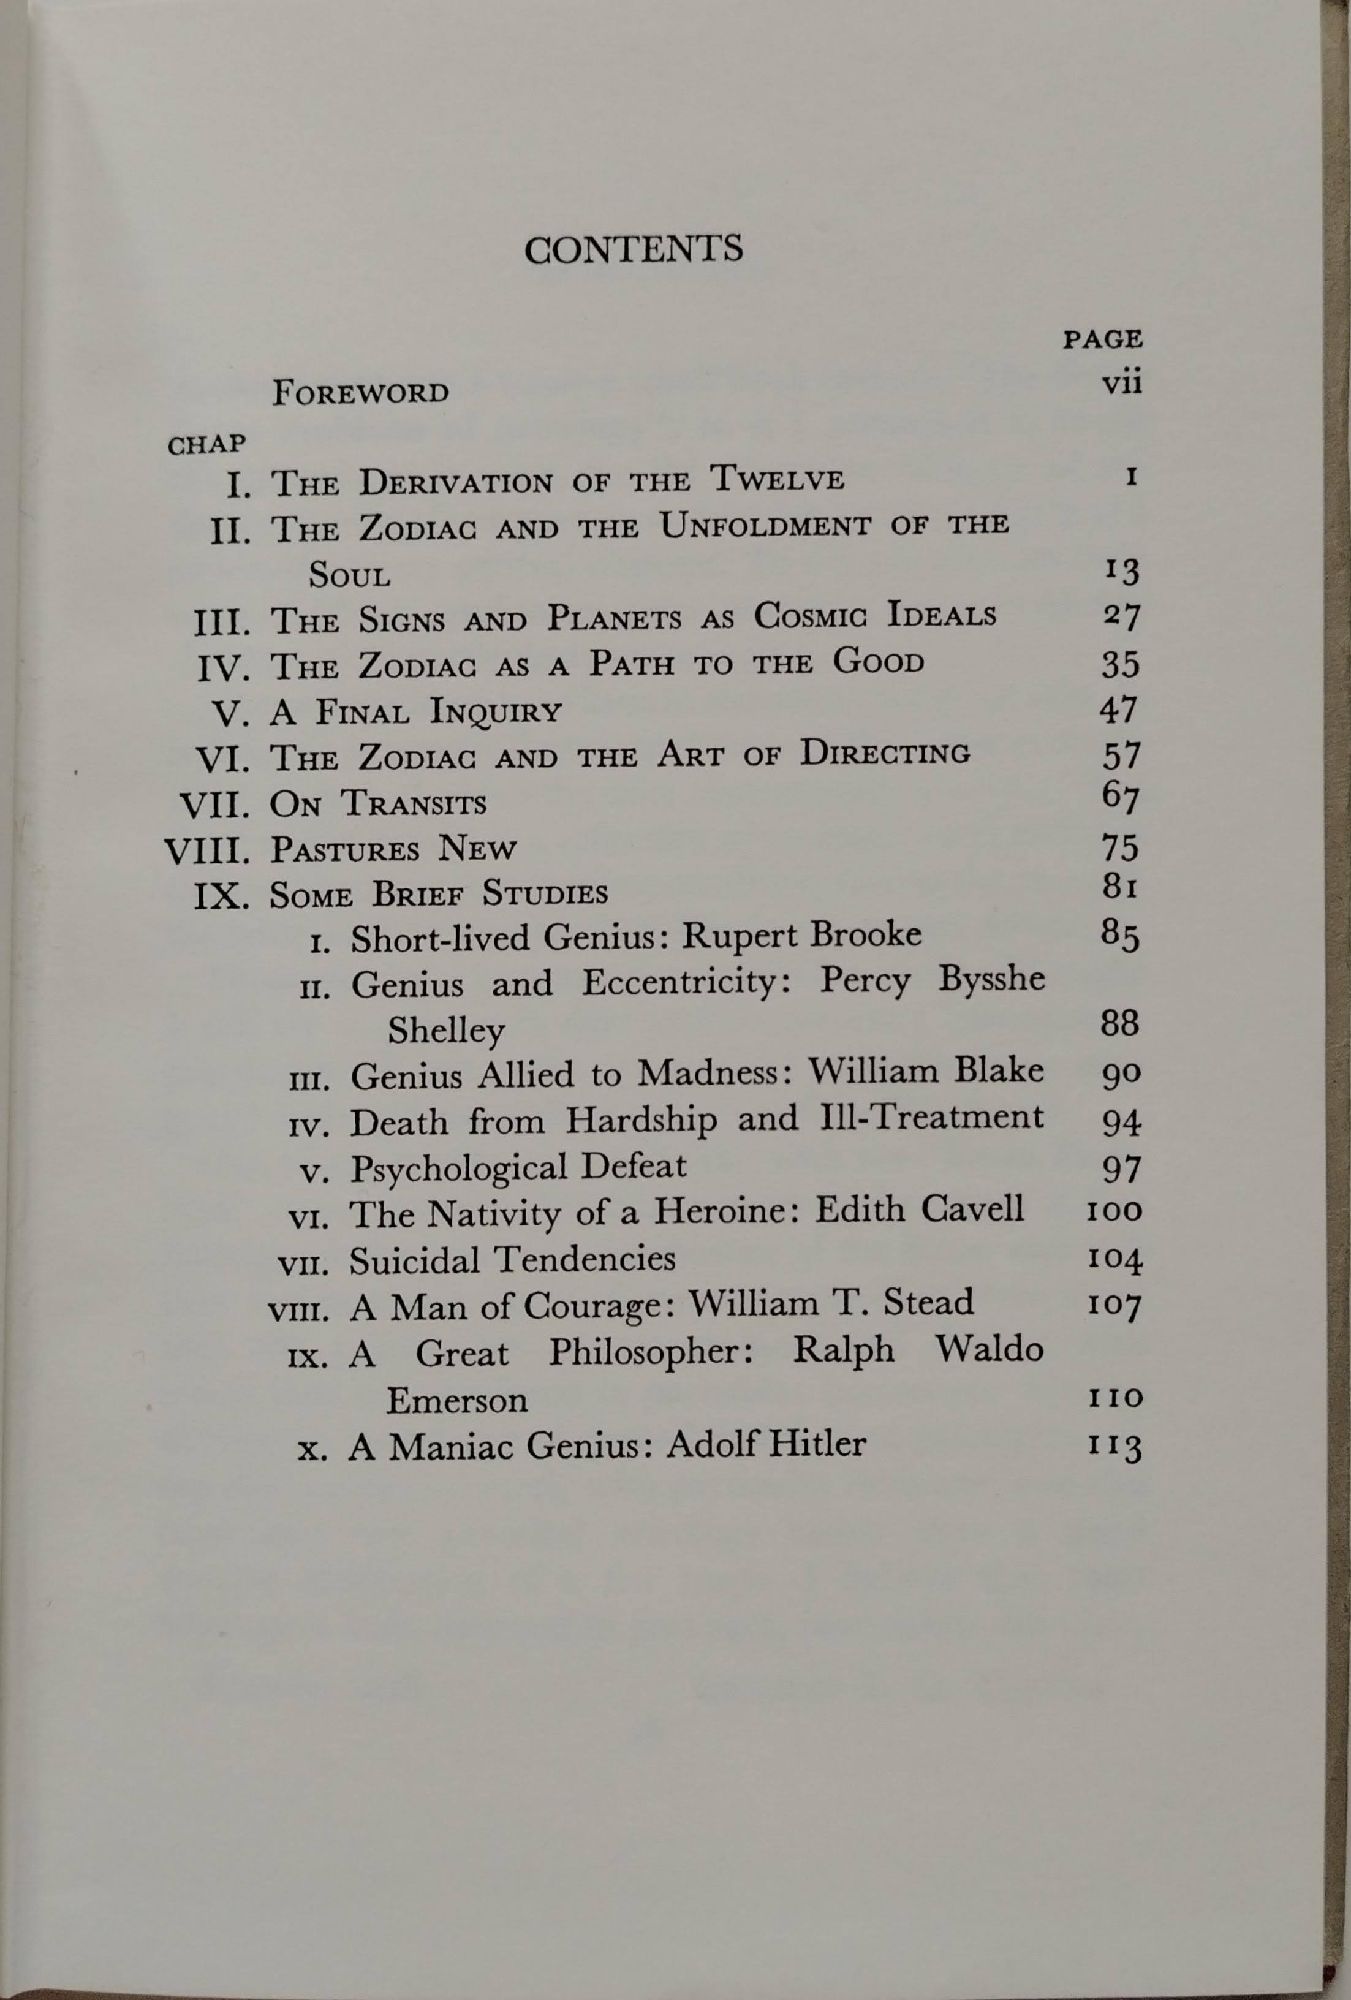 CONTENTS
PAGE
FOREWORD vii
CHAP
I. THE DERIVATION OF THE TWELVE 1
II. THE ZODIAC AND THE UNFOLDMENT OF THE
SOUL 13
III. THE SIGNS AND PLANETS AS COSMIC IDEALS 27
IV. THE ZODIAC AS A PATH TO THE GOOD 35
V. A FINAL INQUIRY 47
VI. THE ZODIAC AND THE ART OF DIRECTING 57
VII. ON TRANSITS 67
VIII. PASTURES NEW 75
IX. SOME BRIEF STUDIES 81
I. Short-lived Genius: Rupert Brooke 85
II. Genius and Eccentricity: Percy Bysshe
Shelley 88
III. Genius Allied to Madness: William Blake 90
IV. Death from Hardship and Ill-Treatment 94
V. Psychological Defeat 97
VI. The Nativity of a Heroine: Edith Cavell 100
VII. Suicidal Tendencies 104
VIII. A Man of Courage: William T. Stead 107
IX. A Great Philosopher: Ralph Waldo
Emerson 110
X. A Maniac Genius: Adolf Hitler 113